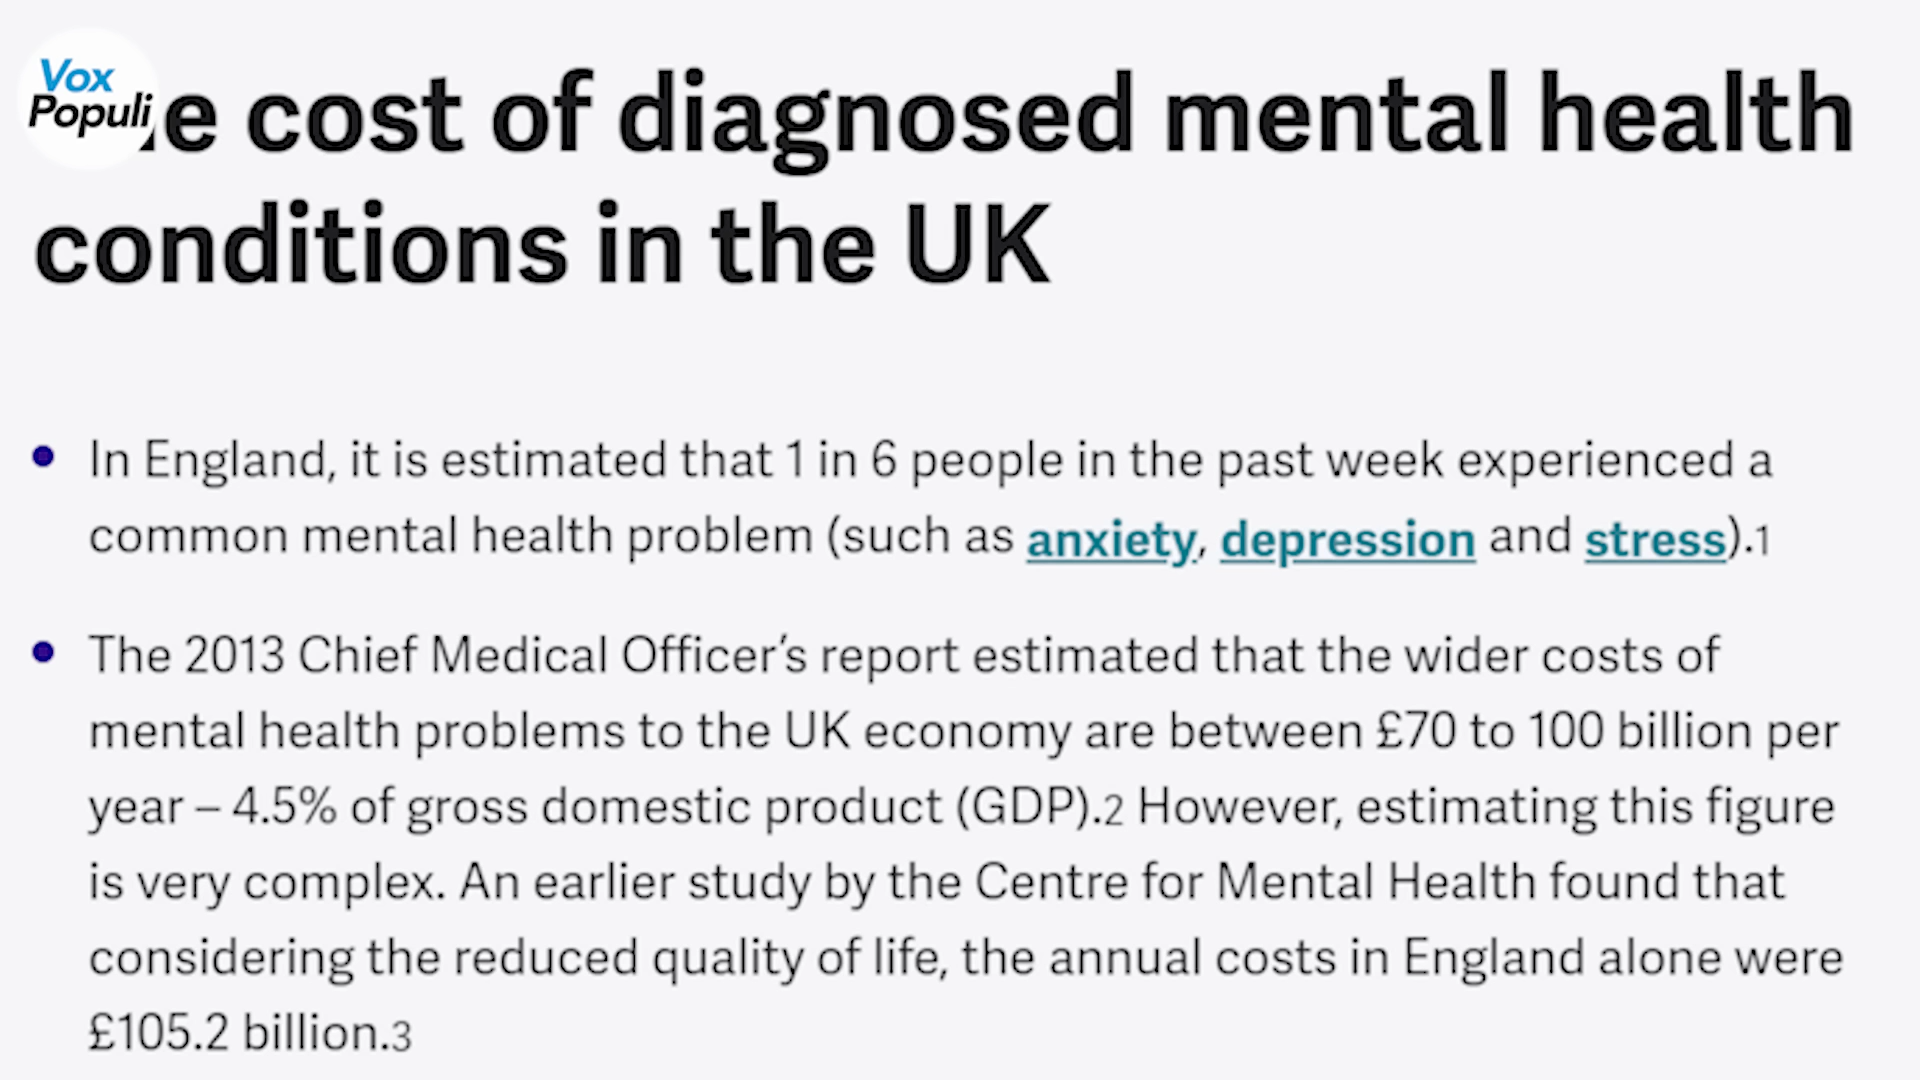 Vox
Populi
e cost of diagnosed mental health
conditions in the UK
In England, it is estimated that 1 in 6 people in the past week experienced a
common mental health problem (such as anxiety, depression and stress).1
The 2013 Chief Medical Officer’s report estimated that the wider costs of
mental health problems to the UK economy are between £70 to 100 billion per
year – 4.5% of gross domestic product (GDP).2 However, estimating this figure
is very complex. An earlier study by the Centre for Mental Health found that
considering the reduced quality of life, the annual costs in England alone were
£105.2 billion.3